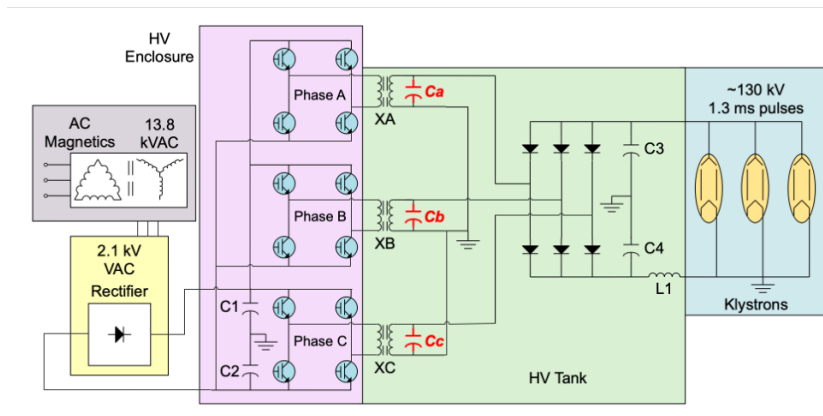 HV
Enclosure
AC
Magnetics
13.8
kVAC
2.1 kV
VAC
Rectifier
C1
C2
Phase A
Phase B
Phase C
XA
XB
XC
Ca
Cb
Cc
HV Tank
C3
C4
L1
~130 kV
1.3 ms pulses
Klystrons